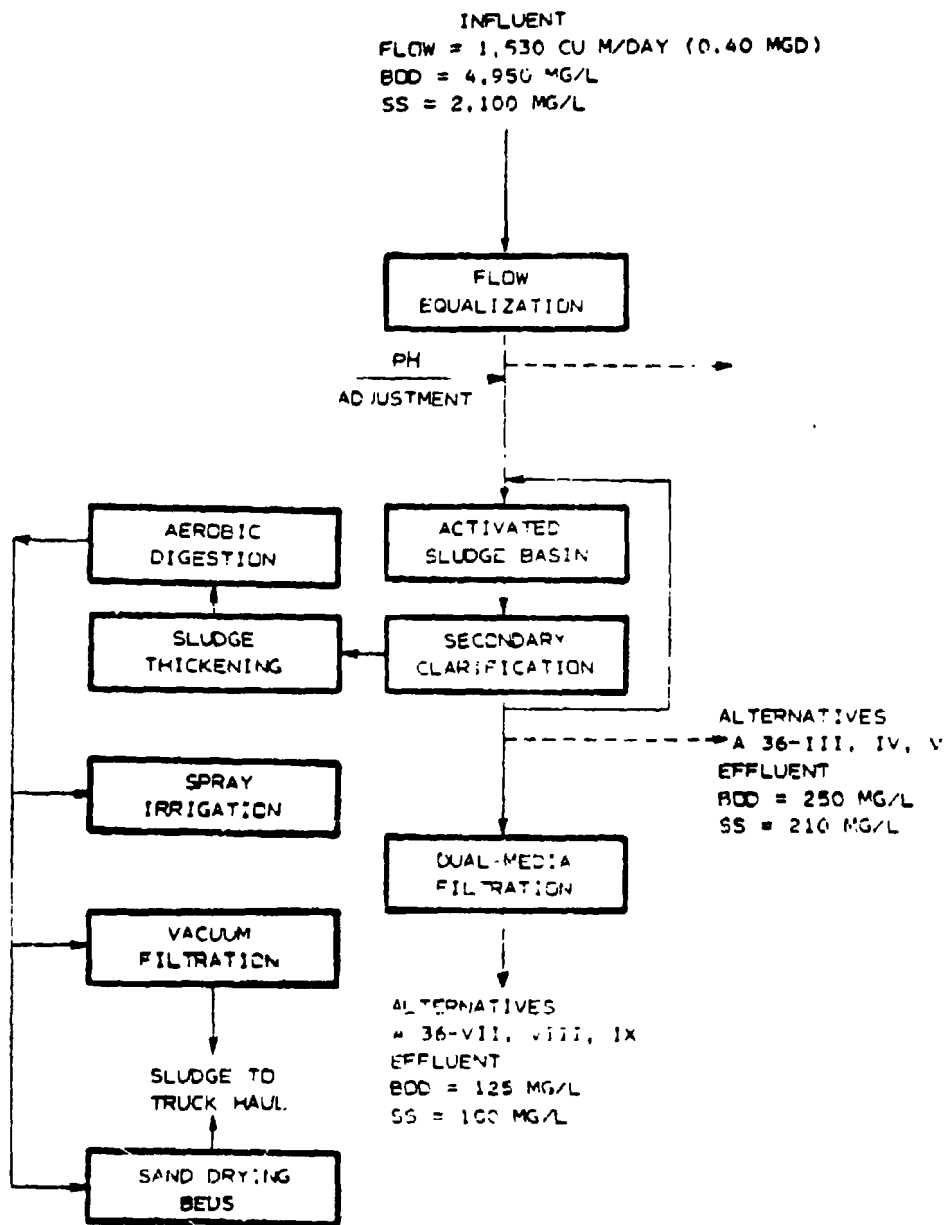 INFLUENT
FLOW = 1,530 CU M/DAY (0.40 MGD)
BOD = 4,950 MG/L
SS = 2,100 MG/L
FLOW
EQUALIZATION
PH
ADJUSTMENT
AEROBIC
DIGESTION
ACTIVATED
SLUDGE BASIN
SLUDGE
THICKENING
SECONDARY
CLARIFICATION
ALTERNATIVES
A 36-III, IV, V
EFFLUENT
BOD = 250 MG/L
SS = 210 MG/L
SPRAY
IRRIGATION
DUAL-MEDIA
FILTRATION
VACUUM
FILTRATION
ALTERNATIVES
A 36-VII, VIII, IX
EFFLUENT
BOD = 125 MG/L
SS = 100 MG/L
SLUDGE TO
TRUCK HAUL
SAND DRYING
BEDS